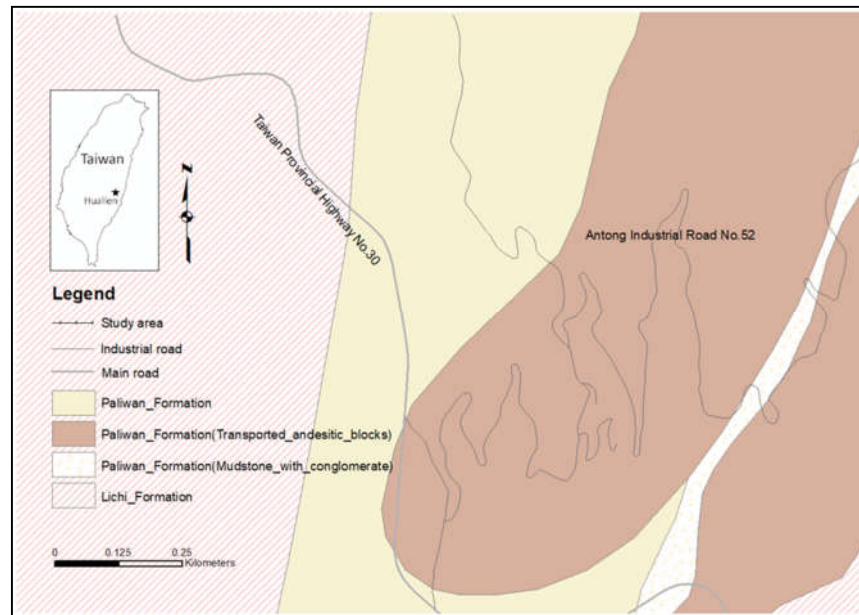 Taiwan
Hualien
N
Taiwan Provincial Highway No.30
Antong Industrial Road No.52
Legend
Study area
Industrial road
Main road
Paliwan_Formation
Paliwan_Formation(Transported_andesitic_blocks)
Paliwan_Formation(Mudstone_with_conglomerate)
Lichi_Formation
0 0.125 0.25
Kilometers